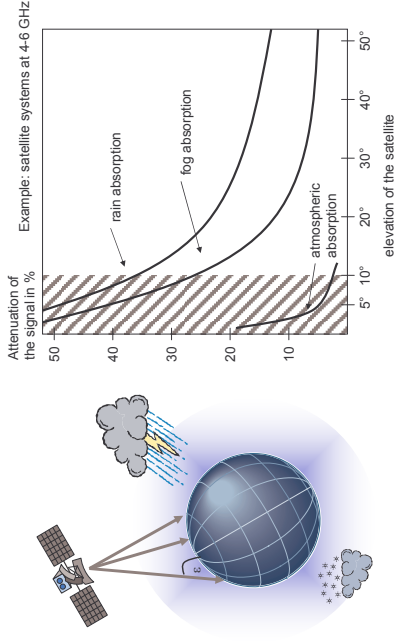 Attenuation of
the signal in %
Example: satellite systems at 4-6 GHz
50
40
30
20
10
rain absorption
fog absorption
atmospheric
absorption
5°
10°
20°
30°
40°
50°
elevation of the satellite
ε